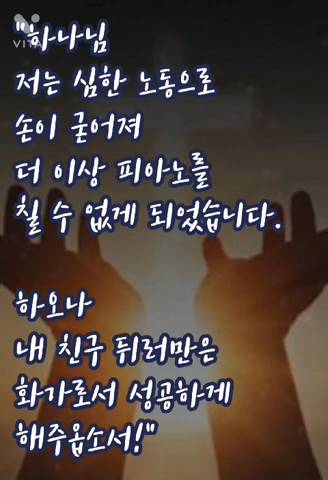 VITA
"하나님
저는 심한 노동으로
손이 굳어져
더 이상 피아노를
칠 수 없게 되었습니다.
하오나
내 친구 뒤러만은
화가로서 성공하게
해주옵소서!"